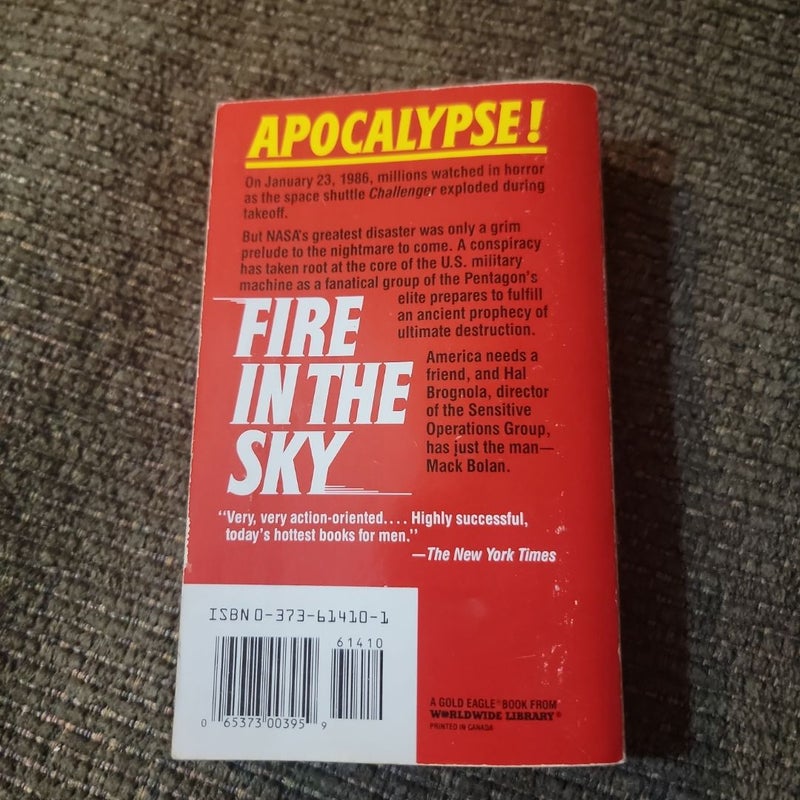 APOCALYPSE!
On January 23, 1986, millions watched in horror
as the space shuttle Challenger exploded during
takeoff.
But NASA's greatest disaster was only a grim
prelude to the nightmare to come. A conspiracy
has taken root at the core of the U.S. military
machine as a fanatical group of the Pentagon's
elite prepares to fulfill
an ancient prophecy of
ultimate destruction.
FIRE
IN THE
SKY
America needs a
friend, and Hal
Brognola, director
of the Sensitive
Operations Group,
has just the man—
Mack Bolan.
"Very, very action-oriented.... Highly successful,
today's hottest books for men."
—The New York Times
ISBN 0-373-61410-1
61410
0 65373 00395 9
A GOLD EAGLE® BOOK FROM
WORLDWIDE LIBRARY®
PRINTED IN CANADA